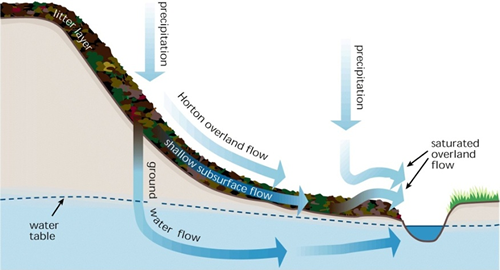 litter layer
precipitation
precipitation
Horton overland flow
shallow subsurface flow
saturated
overland
flow
ground
water flow
water
table